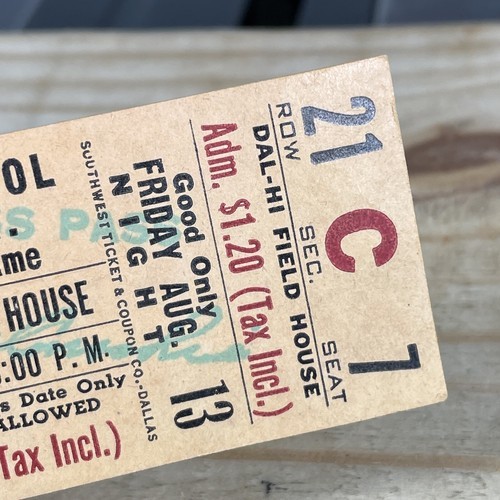 OL
S PASS
.
me
HOUSE
:00 P.M.
s Date Only
ALLOWED
Tax Incl.)
SOUTHWEST TICKET & COUPON CO.-DALLAS
Good Only
FRIDAY AUG. 13
NIGHT
Adm. $1.20 (Tax Incl.)
DAL-HI FIELD HOUSE
ROW SEC. SEAT
21 C 7